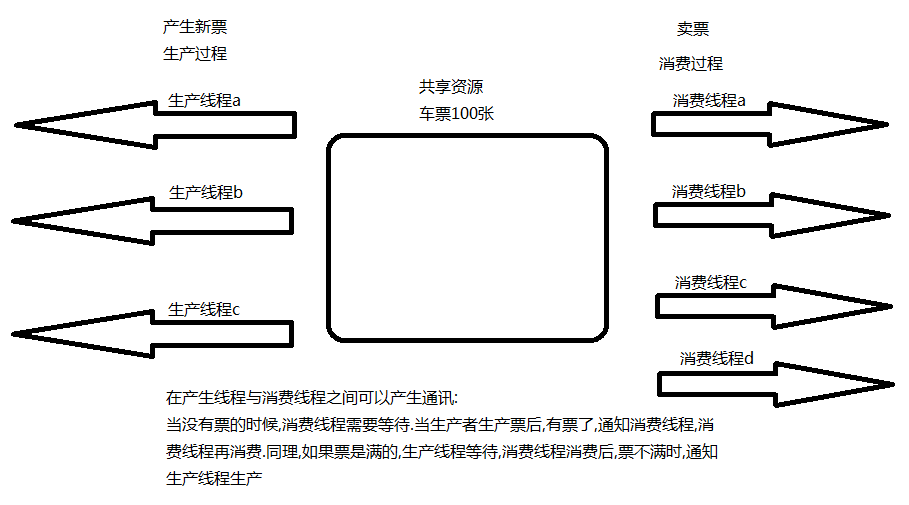 产生新票
生产过程
卖票
消费过程
共享资源
车票100张
生产线程a
生产线程b
生产线程c
消费线程a
消费线程b
消费线程c
消费线程d
在产生线程与消费线程之间可以产生通讯:
当没有票的时候,消费线程需要等待.当生产者生产票后,有票了,通知消费线程,消
费线程再消费.同理,如果票是满的,生产线程等待,消费线程消费后,票不满时,通知
生产线程生产